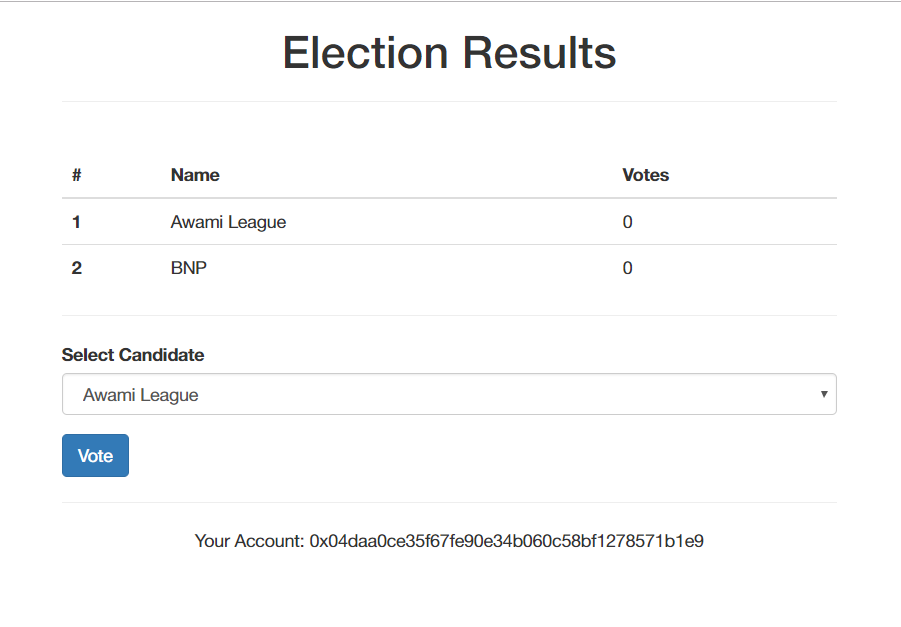 Election Results
# Name Votes
1 Awami League 0
2 BNP 0
Select Candidate
Awami League
Vote
Your Account: 0x04daa0ce35f67fe90e34b060c58bf1278571b1e9